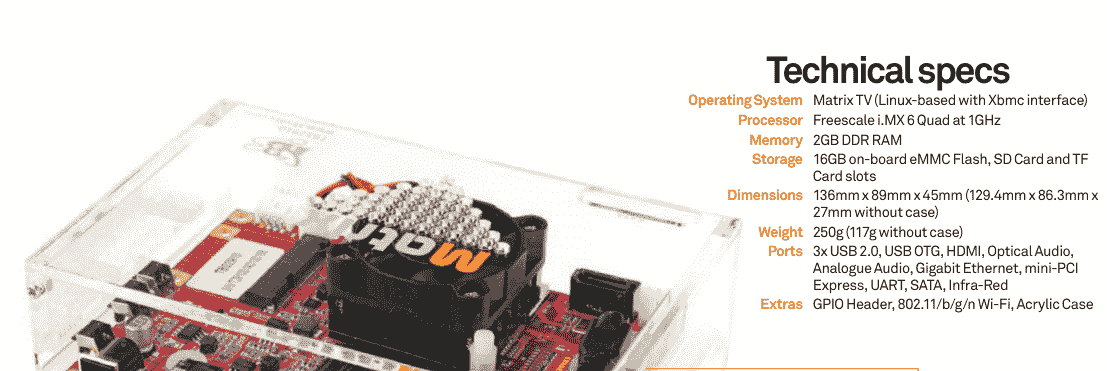 Technical specs
Operating System Matrix TV (Linux-based with Xbmc interface)
Processor Freescale i.MX 6 Quad at 1GHz
Memory 2GB DDR RAM
Storage 16GB on-board eMMC Flash, SD Card and TF
Card slots
Dimensions 136mm x 89mm x 45mm (129.4mm x 86.3mm x
27mm without case)
Weight 250g (117g without case)
Ports 3x USB 2.0, USB OTG, HDMI, Optical Audio,
Analogue Audio, Gigabit Ethernet, mini-PCI
Express, UART, SATA, Infra-Red
Extras GPIO Header, 802.11/b/g/n Wi-Fi, Acrylic Case